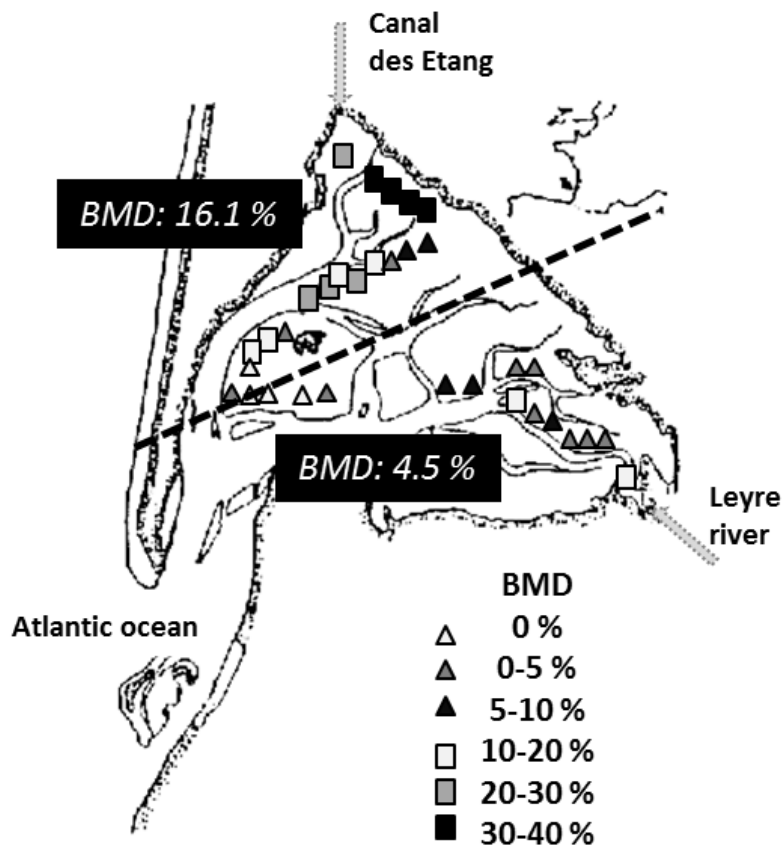 Canal
des Etang
BMD: 16.1 %
BMD: 4.5 %
Leyre
river
Atlantic ocean
BMD
0 %
0-5 %
5-10 %
10-20 %
20-30 %
30-40 %